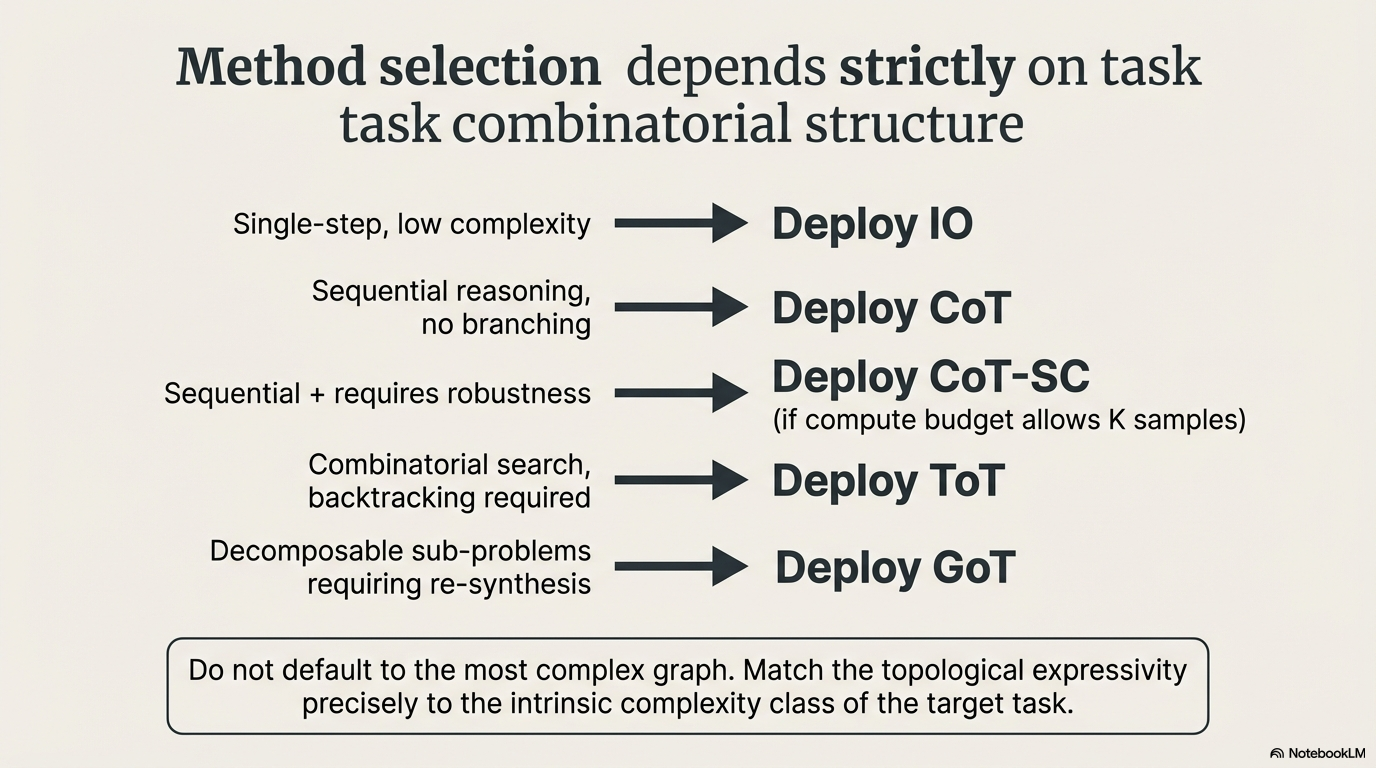 Method selection depends strictly on task
task combinatorial structure
Single-step, low complexity
Deploy IO
Sequential reasoning,
no branching
Deploy CoT
Sequential + requires robustness
Deploy CoT-SC
(if compute budget allows K samples)
Combinatorial search,
backtracking required
Deploy ToT
Decomposable sub-problems
requiring re-synthesis
Deploy GoT
Do not default to the most complex graph. Match the topological expressivity
precisely to the intrinsic complexity class of the target task.
NotebookLM